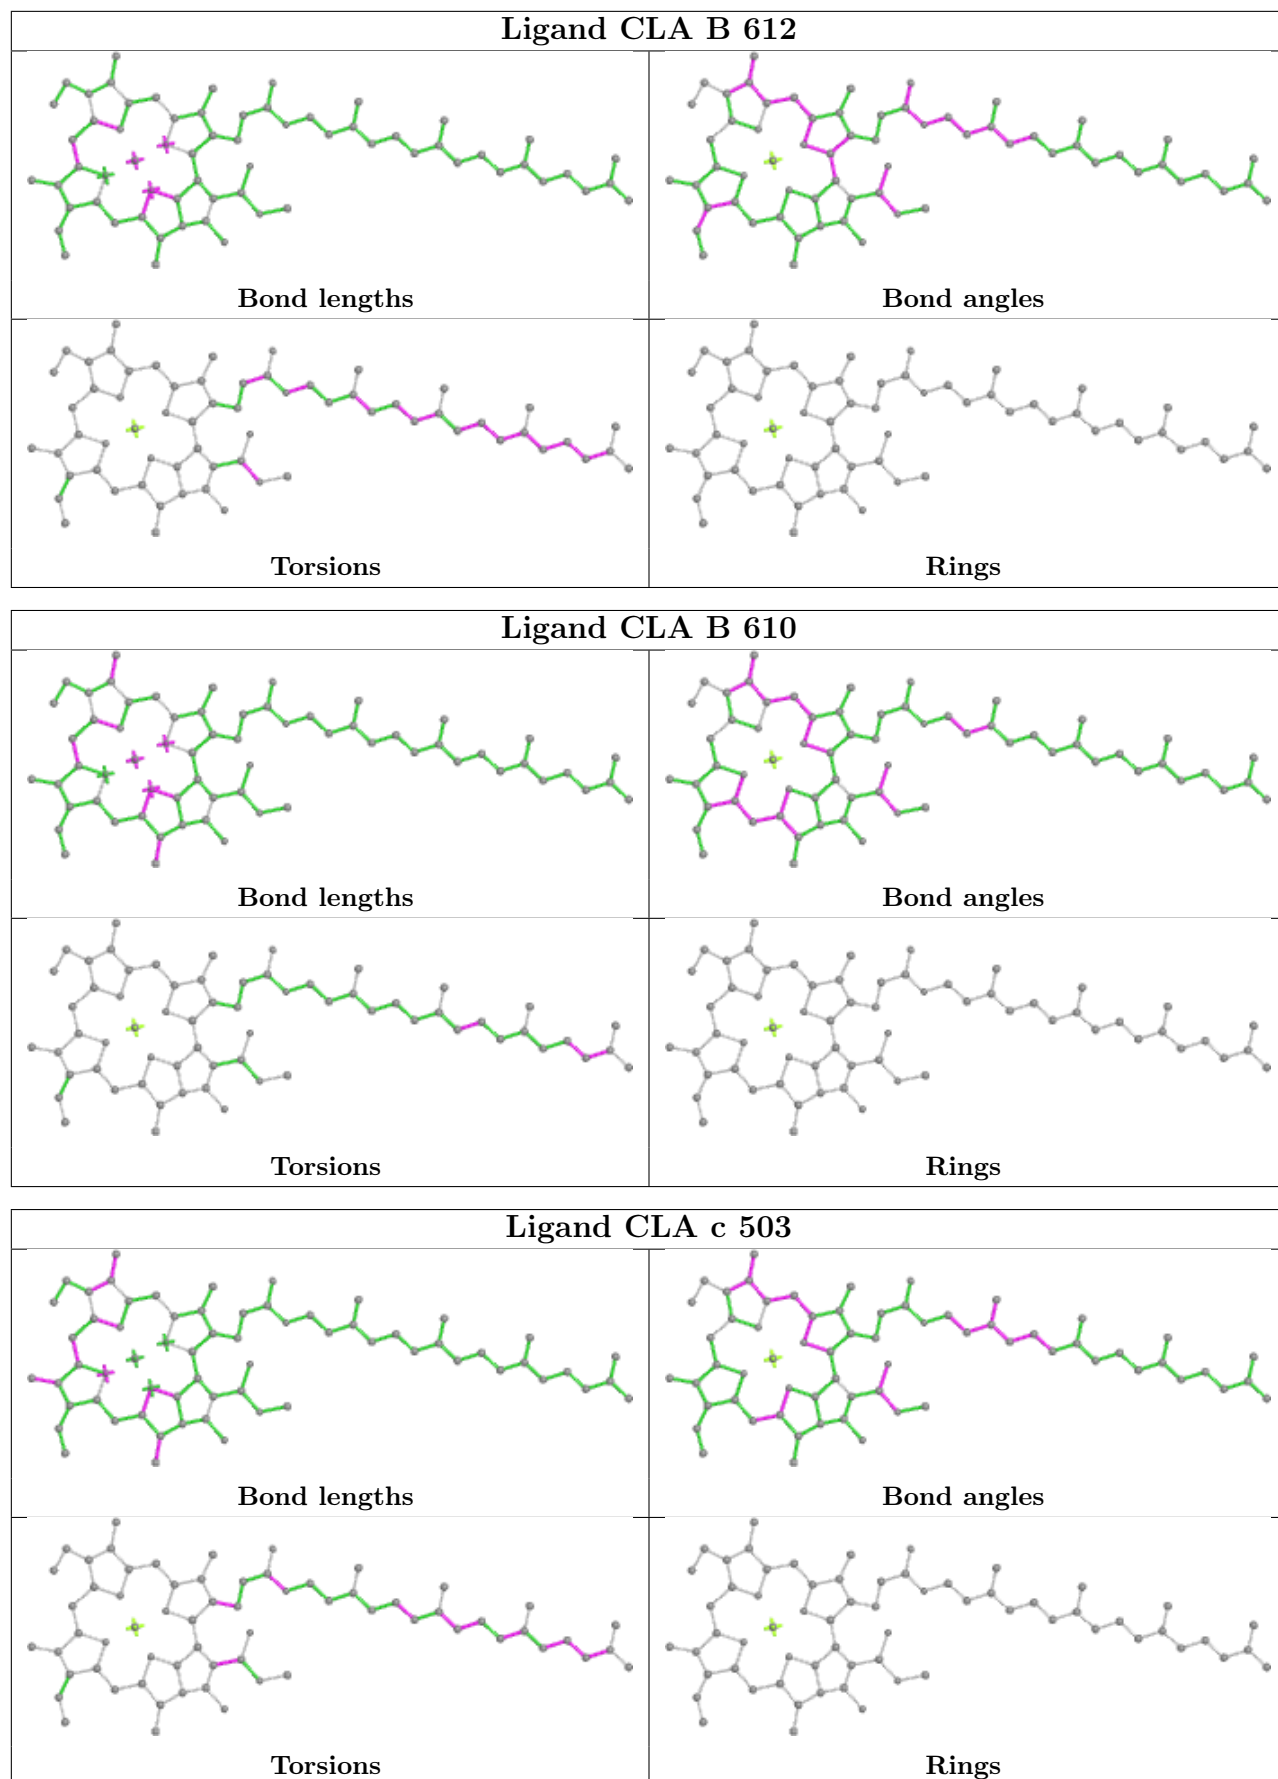 Ligand CLA B 612
Bond lengths
Bond angles
Torsions
Rings
Ligand CLA B 610
Bond lengths
Bond angles
Torsions
Rings
Ligand CLA c 503
Bond lengths
Bond angles
Torsions
Rings